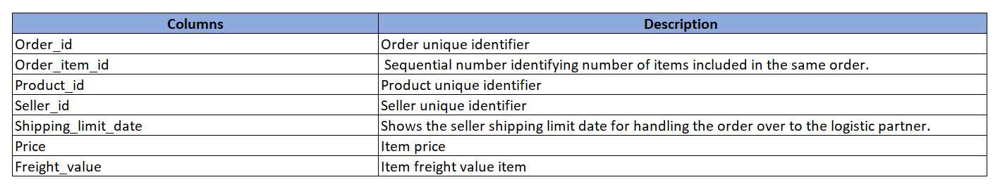 Columns Description
Order_id Order unique identifier
Order_item_id Sequential number identifying number of items included in the same order.
Product_id Product unique identifier
Seller_id Seller unique identifier
Shipping_limit_date Shows the seller shipping limit date for handling the order over to the logistic partner.
Price Item price
Freight_value Item freight value item